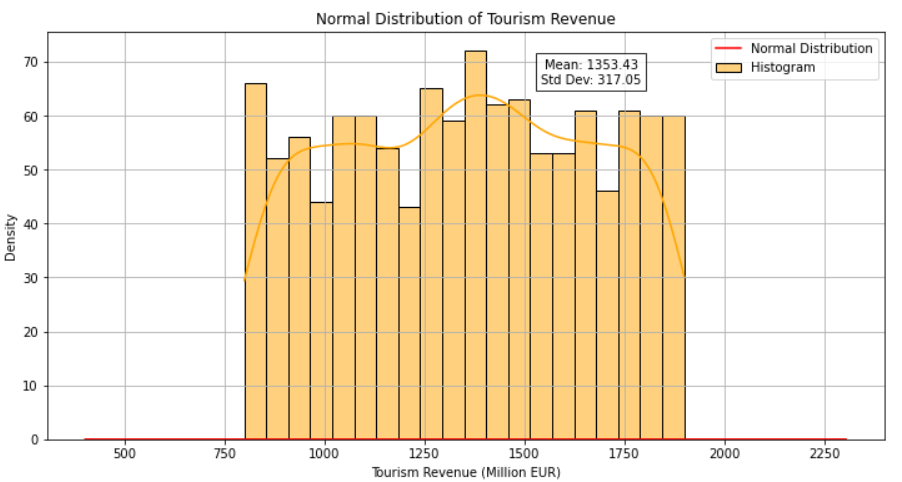 Normal Distribution of Tourism Revenue
Normal Distribution
Histogram
Mean: 1353.43
Std Dev: 317.05
70
60
50
40
30
20
10
0
Density
500 750 1000 1250 1500 1750 2000 2250
Tourism Revenue (Million EUR)